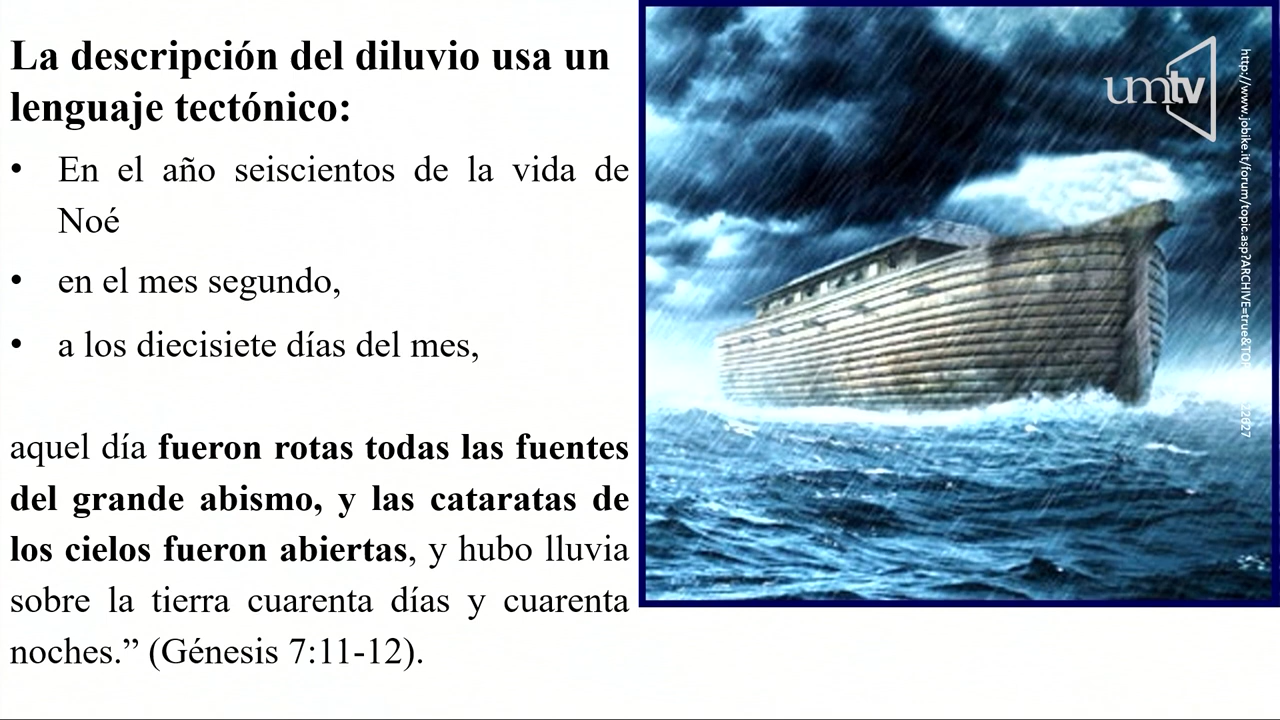 La descripción del diluvio usa un
lenguaje tectónico:
• En el año seiscientos de la vida de
Noé
• en el mes segundo,
• a los diecisiete días del mes,
aquel día fueron rotas todas las fuentes
del grande abismo, y las cataratas de
los cielos fueron abiertas, y hubo lluvia
sobre la tierra cuarenta días y cuarenta
noches.” (Génesis 7:11-12).
umtv
http://www.jobike.it/forum/topic.asp?ARCHIVE=true&TOP